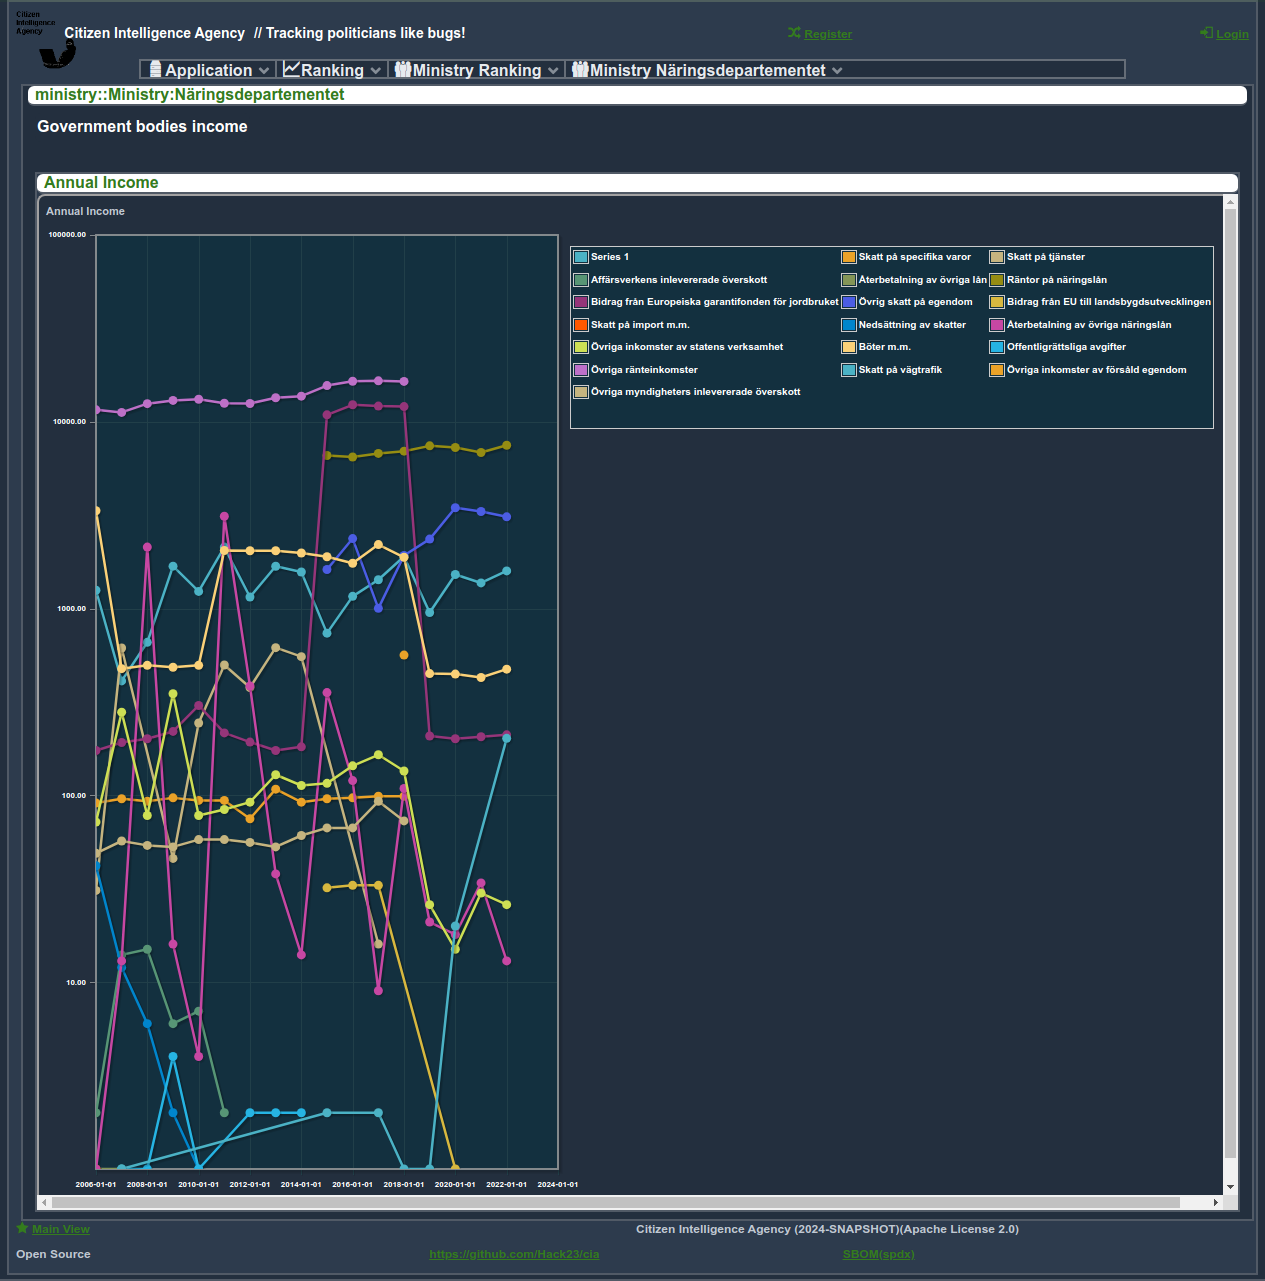 Citizen
Intelligence
Agency
Citizen Intelligence Agency // Tracking politicians like bugs!
Register
Login
Application
Ranking
Ministry Ranking
Ministry Näringsdepartementet
ministry::Ministry:Näringsdepartementet
Government bodies income
Annual Income
Annual Income
100000.00
10000.00
1000.00
100.00
10.00
2006-01-01 2008-01-01 2010-01-01 2012-01-01 2014-01-01 2016-01-01 2018-01-01 2020-01-01 2022-01-01 2024-01-01
Series 1 Skatt på specifika varor Skatt på tjänster
Affärsverkens inlevererade överskott Återbetalning av övriga lån Räntor på näringslån
Bidrag från Europeiska garantifonden för jordbruket Övrig skatt på egendom Bidrag från EU till landsbygdsutvecklingen
Skatt på import m.m. Nedsättning av skatter Återbetalning av övriga näringslån
Övriga inkomster av statens verksamhet Böter m.m. Offentligrättsliga avgifter
Övriga ränteinkomster Skatt på vägtrafik Övriga inkomster av försåld egendom
Övriga myndigheters inlevererade överskott
Main View
Citizen Intelligence Agency (2024-SNAPSHOT)(Apache License 2.0)
Open Source
https://github.com/Hack23/cia
SBOM(spdx)